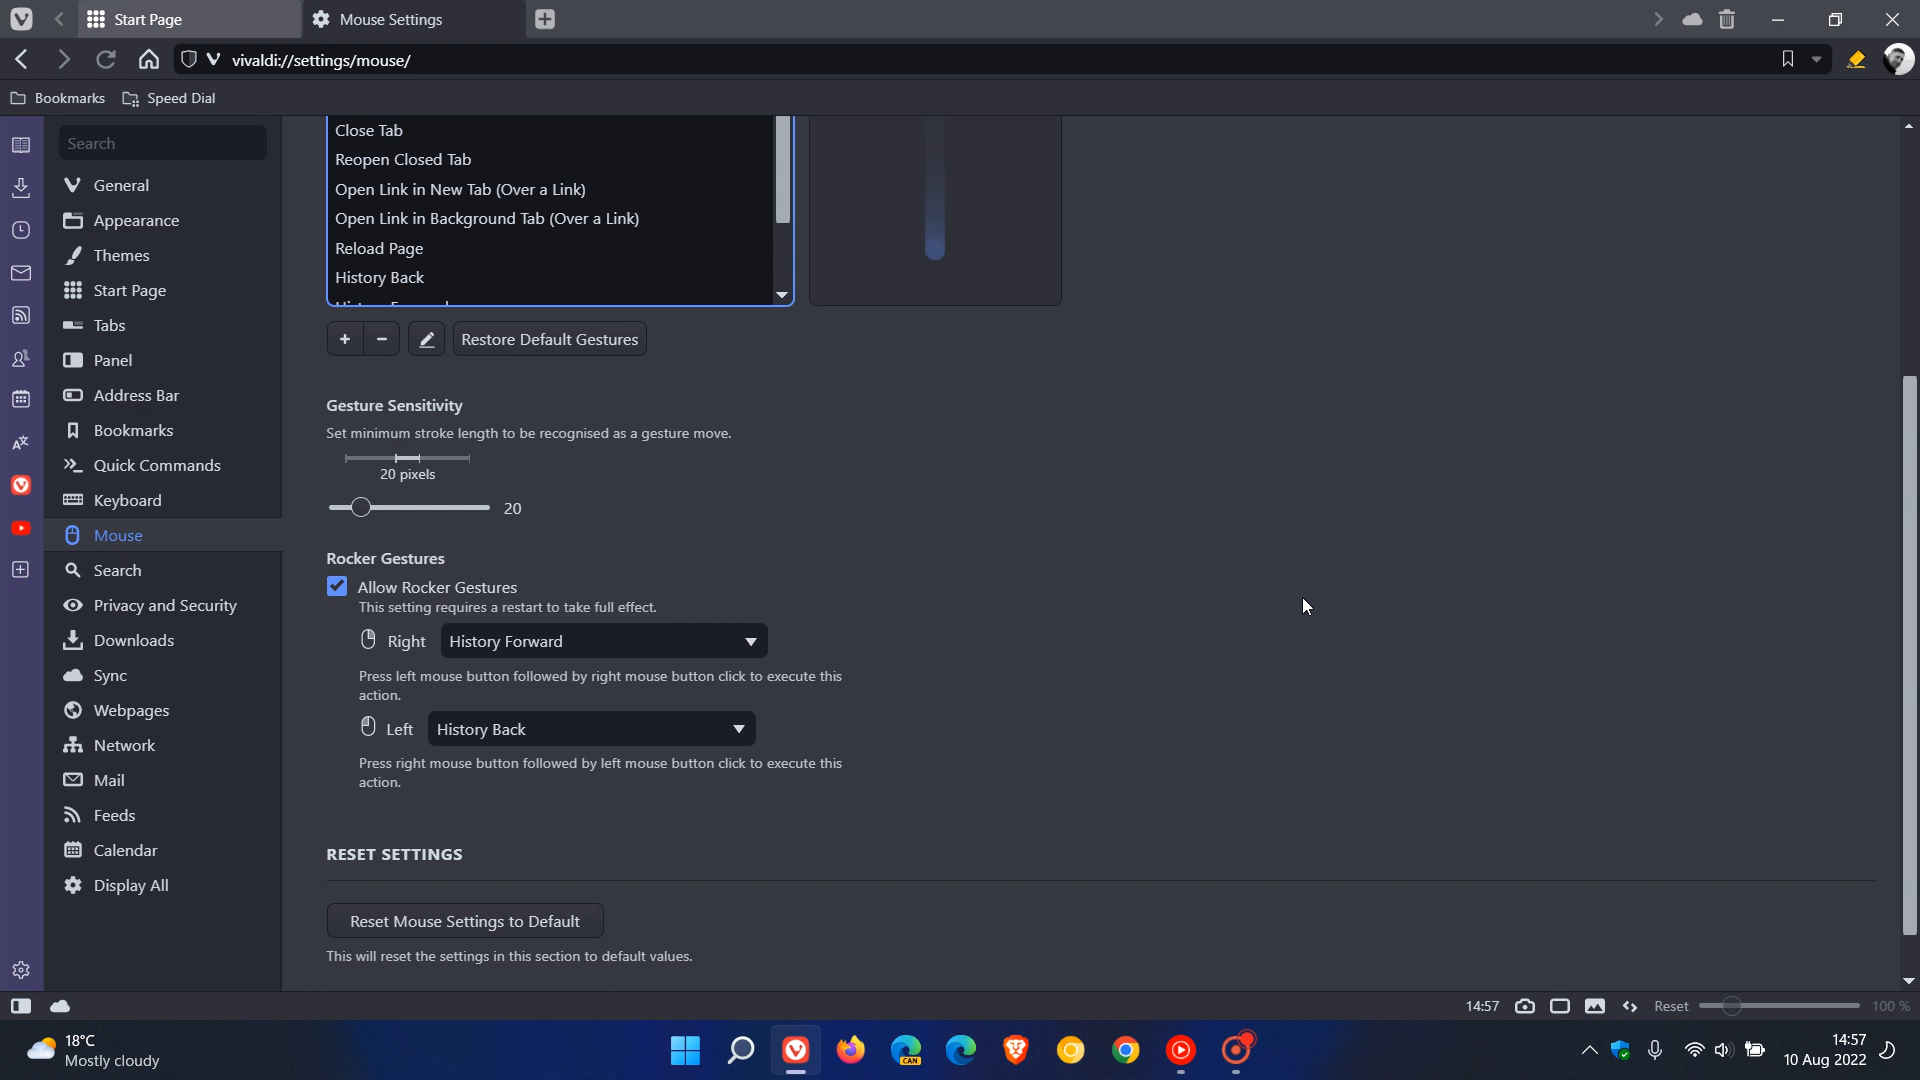 Start Page
Mouse Settings
vivaldi://settings/mouse/
Bookmarks
Speed Dial
Search
General
Appearance
Themes
Start Page
Tabs
Panel
Address Bar
Bookmarks
Quick Commands
Keyboard
Mouse
Search
Privacy and Security
Downloads
Sync
Webpages
Network
Mail
Feeds
Calendar
Display All
Close Tab
Reopen Closed Tab
Open Link in New Tab (Over a Link)
Open Link in Background Tab (Over a Link)
Reload Page
History Back
Restore Default Gestures
Gesture Sensitivity
Set minimum stroke length to be recognised as a gesture move.
20 pixels
20
Rocker Gestures
Allow Rocker Gestures
This setting requires a restart to take full effect.
Right
History Forward
Press left mouse button followed by right mouse button click to execute this
action.
Left
History Back
Press right mouse button followed by left mouse button click to execute this
action.
RESET SETTINGS
Reset Mouse Settings to Default
This will reset the settings in this section to default values.
14:57
Reset
100 %
18°C
Mostly cloudy
CAN
14:57
10 Aug 2022